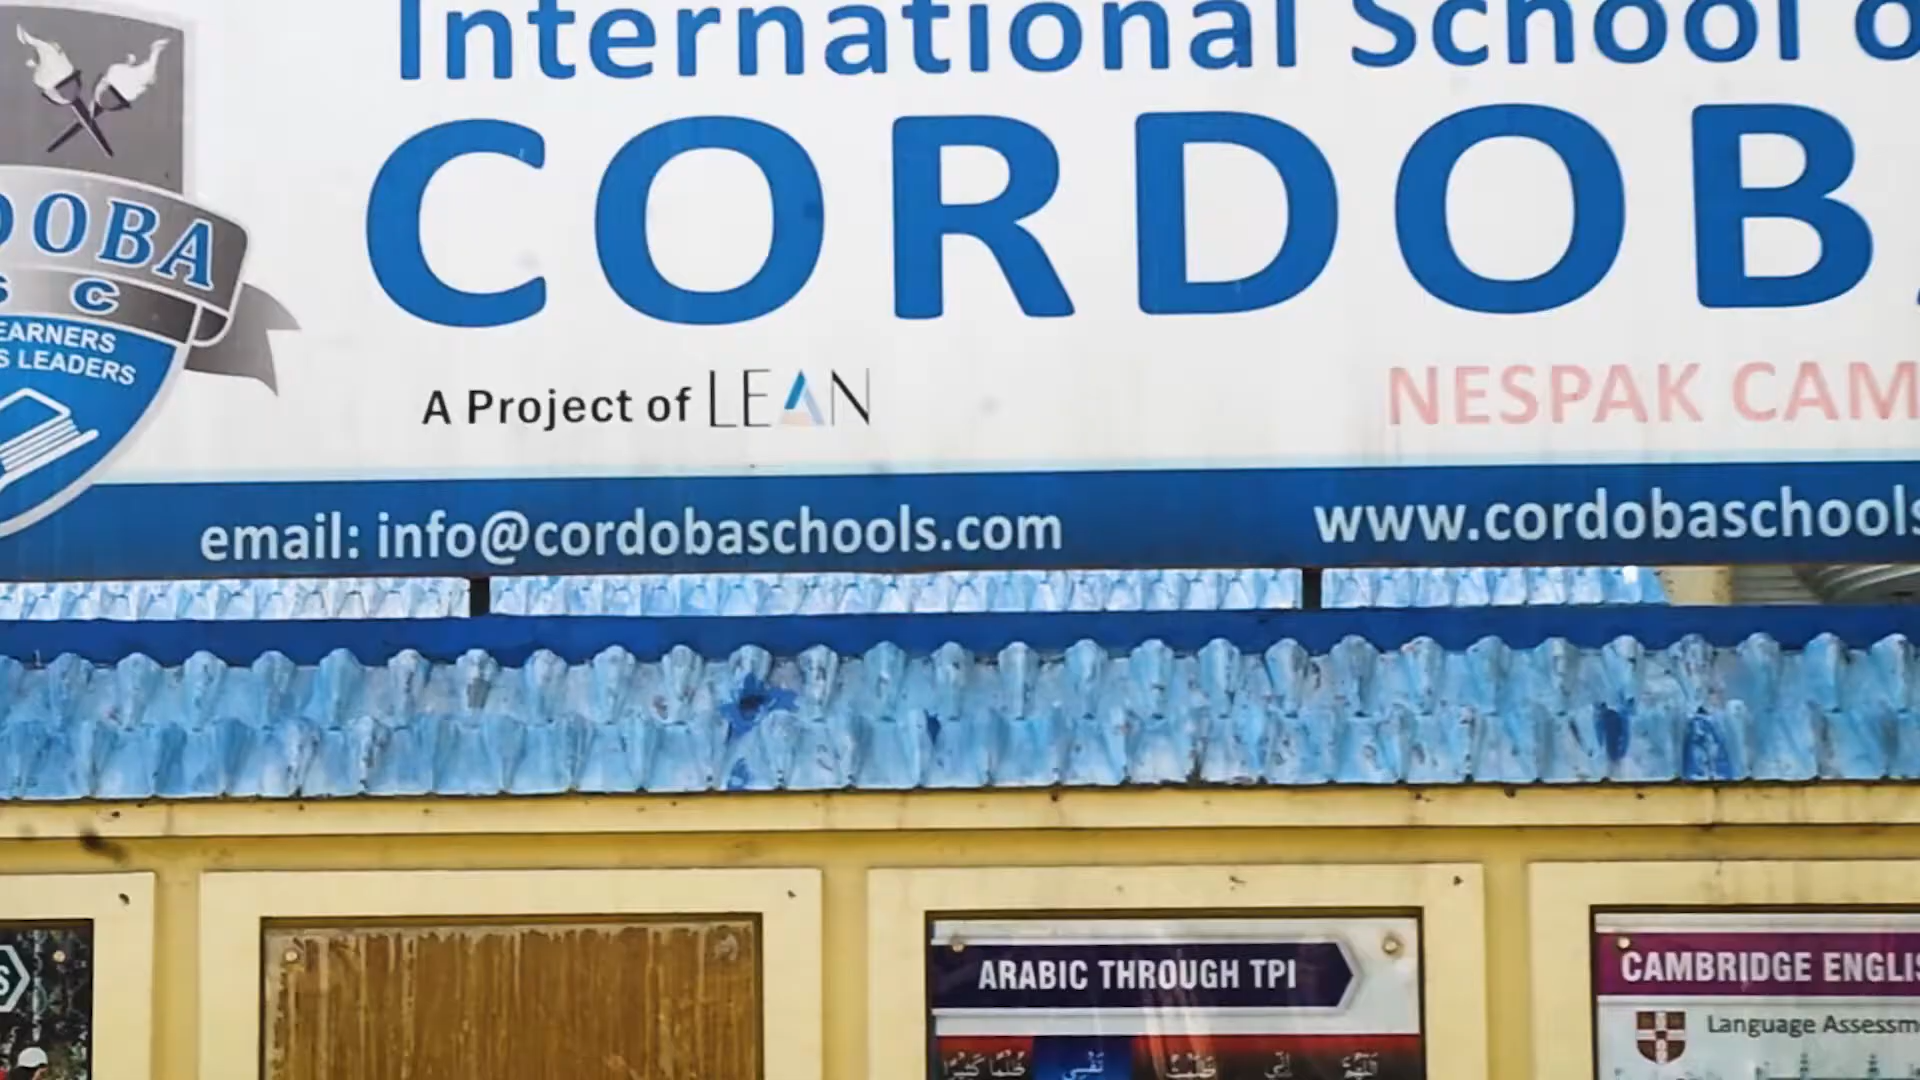 International School o
CORDOB
A Project of LEAN
NESPAK CAM
email: info@cordobaschools.com
www.cordobaschools
DOBA
S C
EARNERS
S LEADERS
S
ARABIC THROUGH TPI
ظُلْمًا كَثِيْرًا نَفْسِي ظَلَمْتُ إِنِّي اَللّٰهُمَّ
CAMBRIDGE ENGLIS
Language Assessm